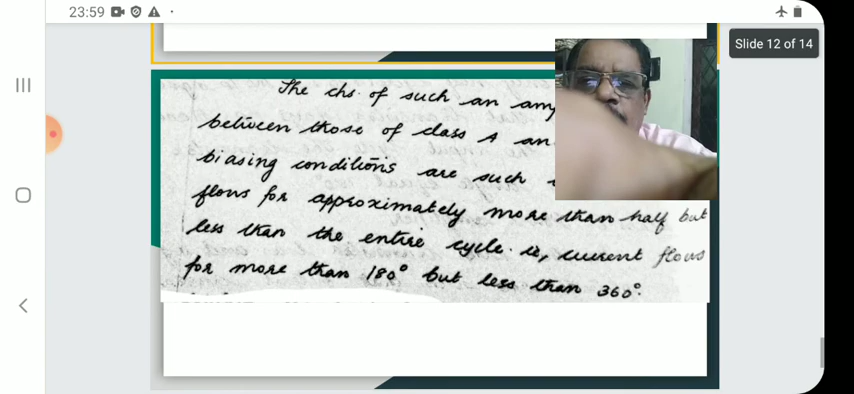 23:59
Slide 12 of 14
The chs. of such an am
between those of class A an
biasing conditions are such
flows for approximately more than half but
less than the entire cycle. ie, current flows
for more than 180° but less than 360°.